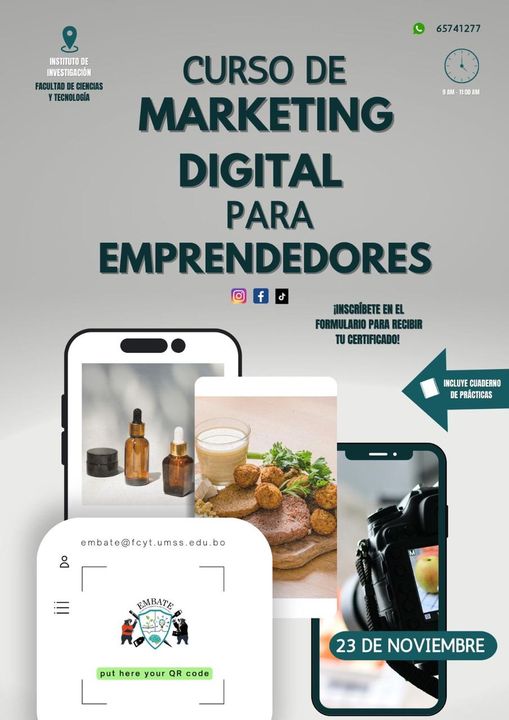 INSTITUTO DE
INVESTIGACIÓN
FACULTAD DE CIENCIAS
Y TECNOLOGÍA
65741277
9 AM - 11:00 AM
CURSO DE
MARKETING
DIGITAL
PARA
EMPRENDEDORES
¡INSCRÍBETE EN EL
FORMULARIO PARA RECIBIR
TU CERTIFICADO!
INCLUYE CUADERNO
DE PRÁCTICAS
embate@fcyt.umss.edu.bo
EMBATE
put here your QR code
M
23 DE NOVIEMBRE